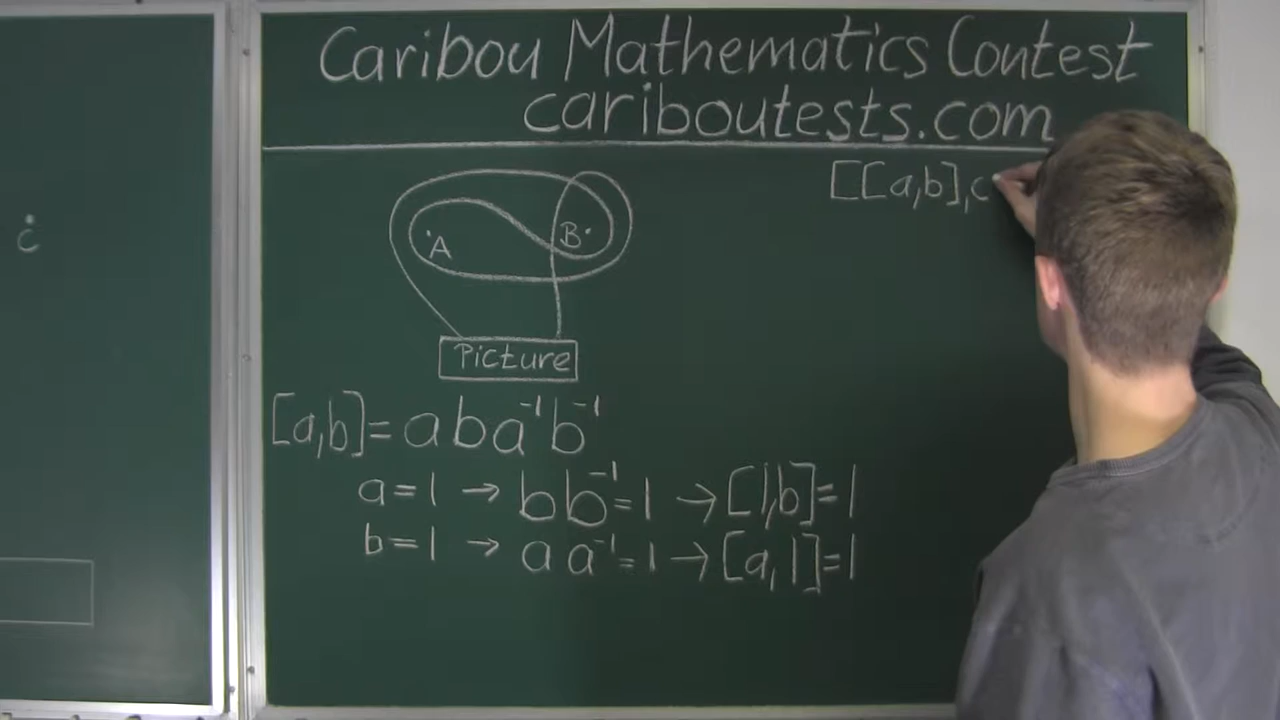 Caribou Mathematics Contest
cariboutests.com
[[a,b],c
A
B
Picture
[a,b]=aba⁻¹b⁻¹
a=1 → bb⁻¹=1 → [1,b]=1
b=1 → aa⁻¹=1 → [a,1]=1
C